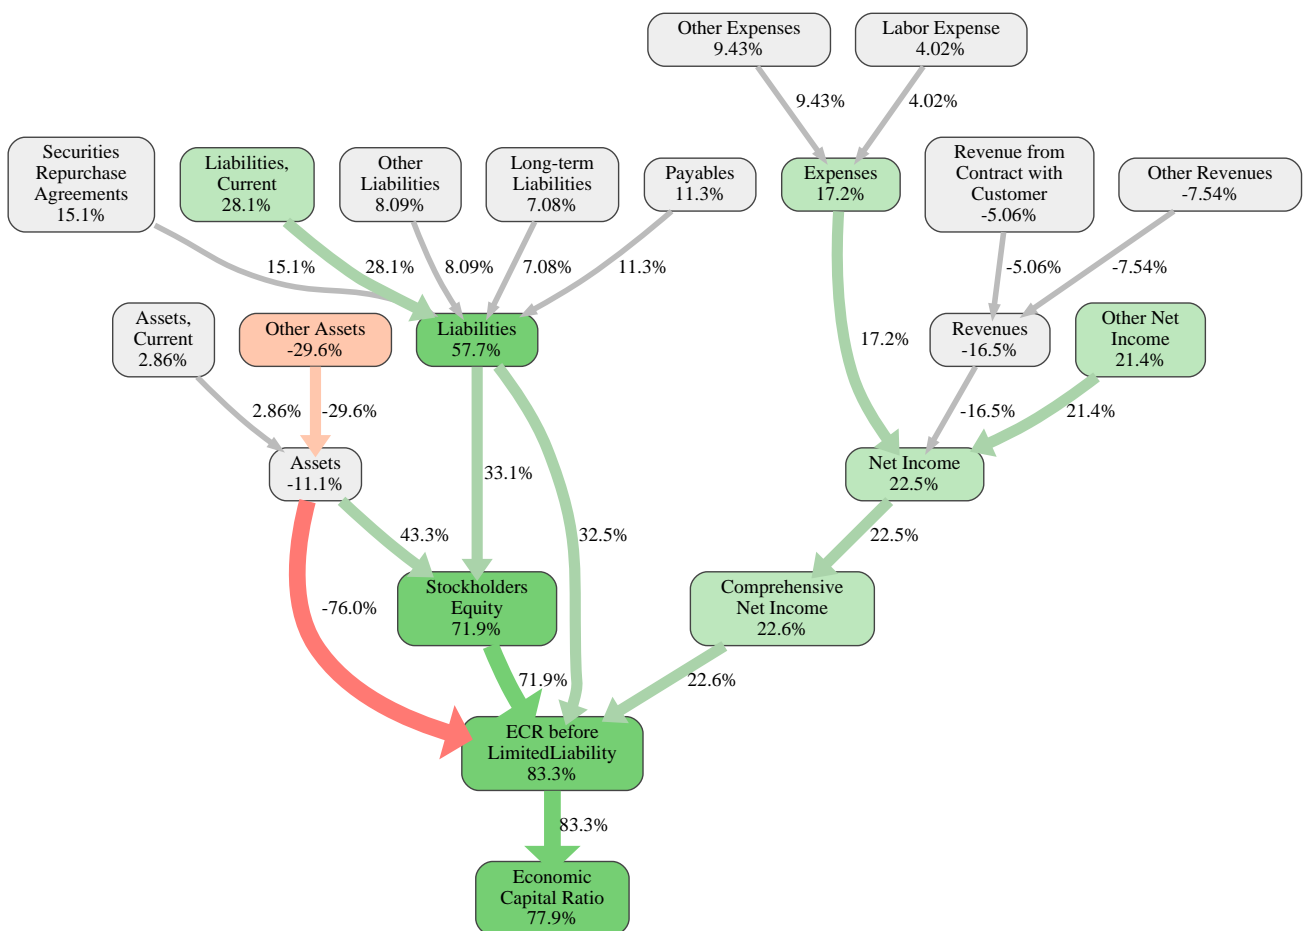 Other Expenses
9.43%
Labor Expense
4.02%
9.43%
4.02%
Securities
Repurchase
Agreements
15.1%
Liabilities,
Current
28.1%
Other
Liabilities
8.09%
Long-term
Liabilities
7.08%
Payables
11.3%
Expenses
17.2%
Revenue from
Contract with
Customer
-5.06%
Other Revenues
-7.54%
15.1%
28.1%
8.09%
7.08%
11.3%
-5.06%
-7.54%
Assets,
Current
2.86%
Other Assets
-29.6%
Liabilities
57.7%
17.2%
Revenues
-16.5%
Other Net
Income
21.4%
2.86%
-29.6%
-16.5%
21.4%
Assets
-11.1%
33.1%
Net Income
22.5%
43.3%
32.5%
22.5%
-76.0%
Stockholders
Equity
71.9%
Comprehensive
Net Income
22.6%
71.9%
22.6%
ECR before
LimitedLiability
83.3%
83.3%
Economic
Capital Ratio
77.9%